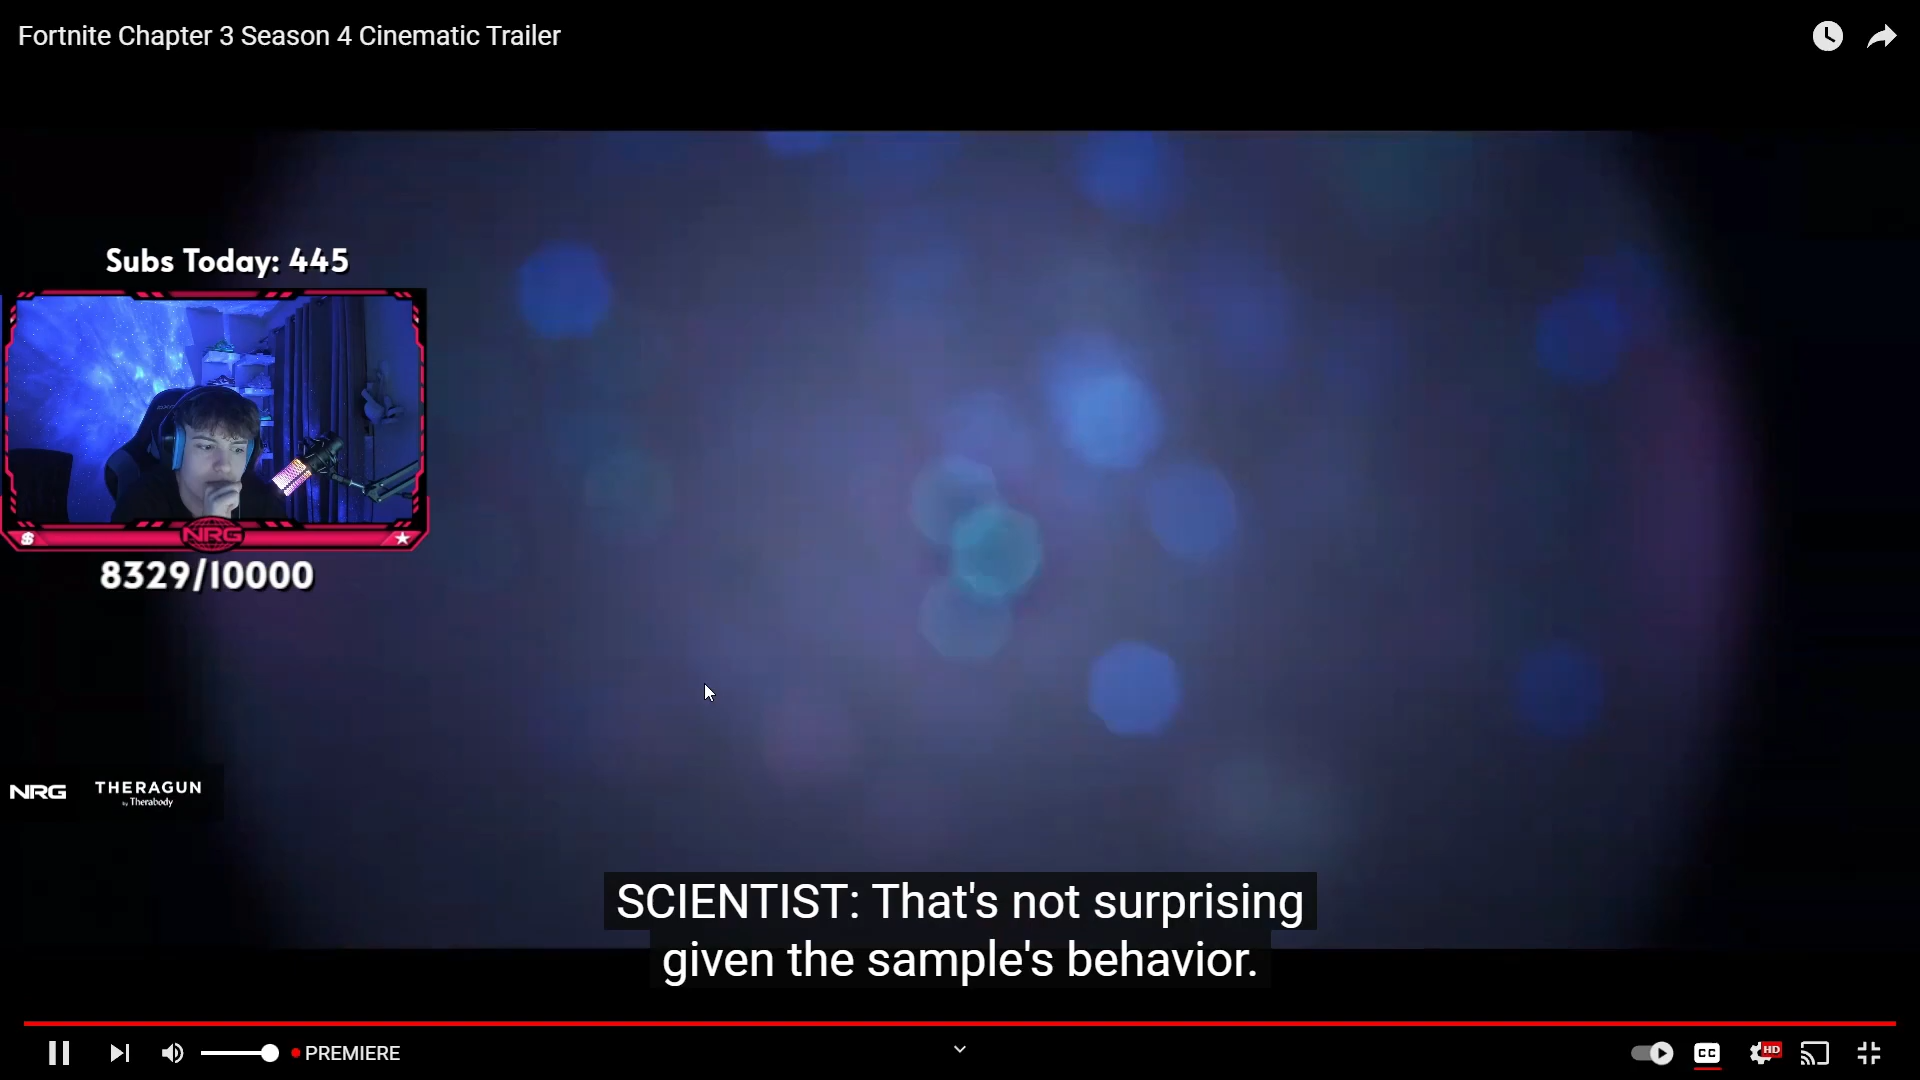 Fortnite Chapter 3 Season 4 Cinematic Trailer
Subs Today: 445
NRG
8329/10000
NRG THERAGUN
by Therabody
SCIENTIST: That's not surprising
given the sample's behavior.
PREMIERE
CC
HD